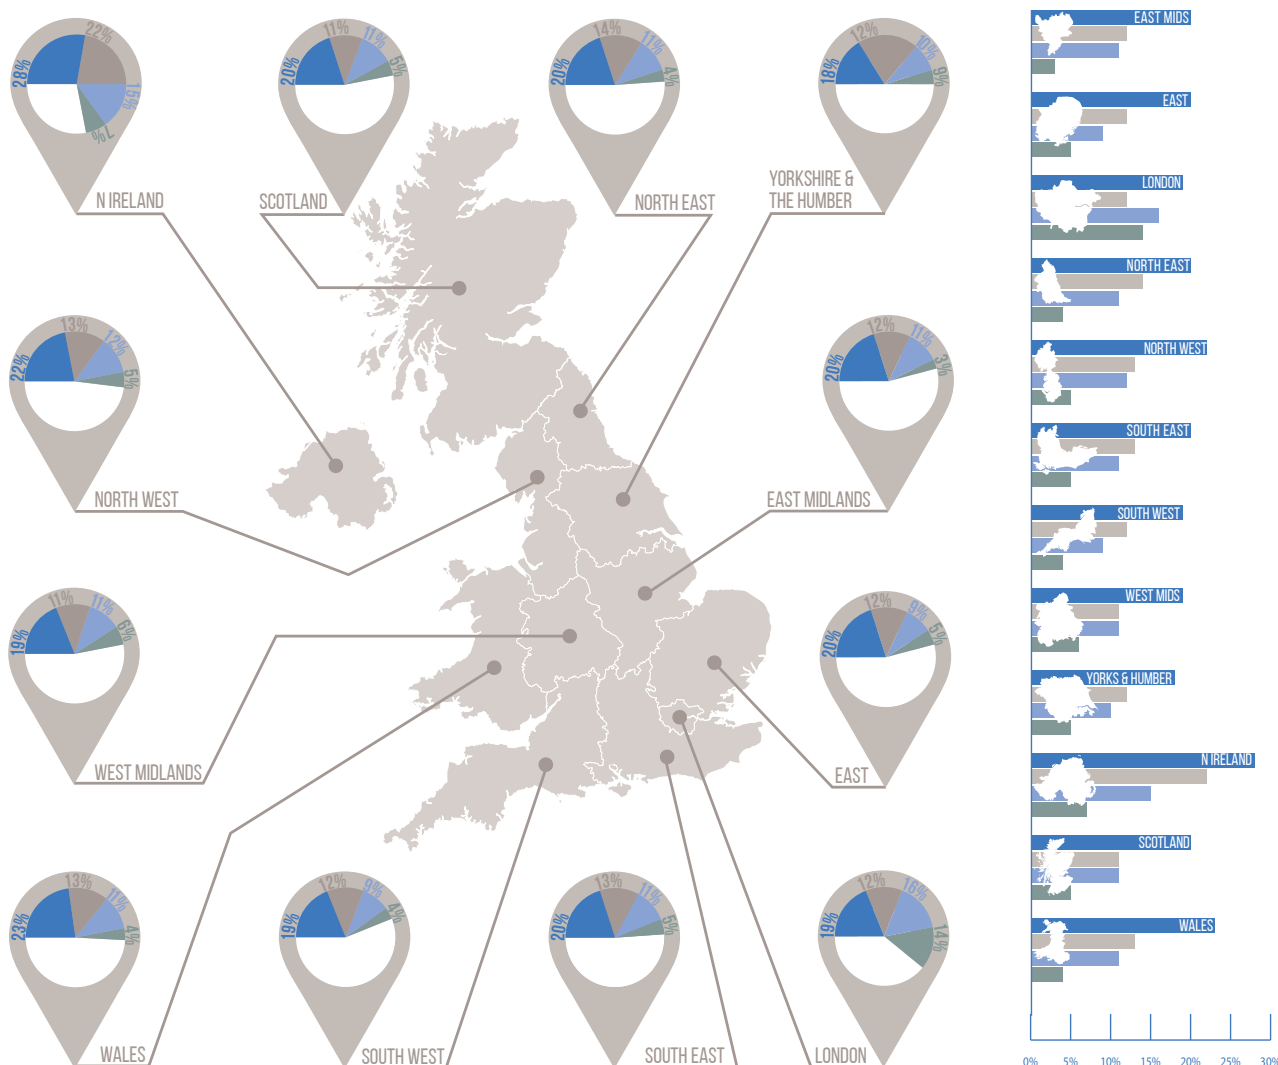 28%
22%
15%
7%
N IRELAND
20%
11%
11%
5%
SCOTLAND
20%
14%
11%
4%
NORTH EAST
18%
12%
10%
9%
YORKSHIRE &
THE HUMBER
22%
13%
12%
5%
NORTH WEST
20%
12%
11%
3%
EAST MIDLANDS
19%
11%
11%
6%
WEST MIDLANDS
20%
12%
9%
5%
EAST
23%
13%
11%
4%
WALES
19%
12%
9%
4%
SOUTH WEST
20%
13%
11%
5%
SOUTH EAST
19%
12%
16%
14%
LONDON
EAST MIDS
EAST
LONDON
NORTH EAST
NORTH WEST
SOUTH EAST
SOUTH WEST
WEST MIDS
YORKS & HUMBER
N IRELAND
SCOTLAND
WALES
0% 5% 10% 15% 20% 25% 30%